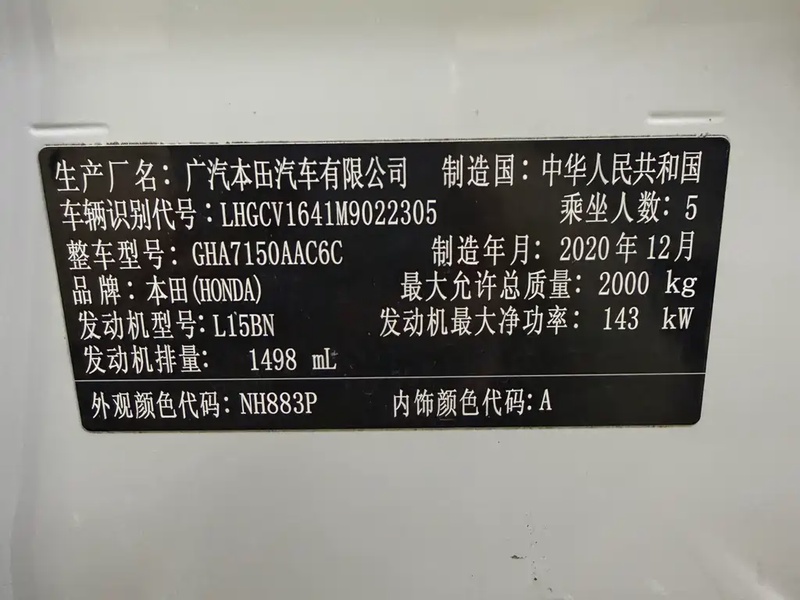 生产厂名：广汽本田汽车有限公司 制造国：中华人民共和国
车辆识别代号：LHGCV1641M9022305 乘坐人数：5
整车型号：GHA7150AAC6C 制造年月：2020年12月
品牌：本田(HONDA) 最大允许总质量：2000 kg
发动机型号：L15BN 发动机最大净功率：143 kW
发动机排量： 1498 mL
外观颜色代码：NH883P 内饰颜色代码：A